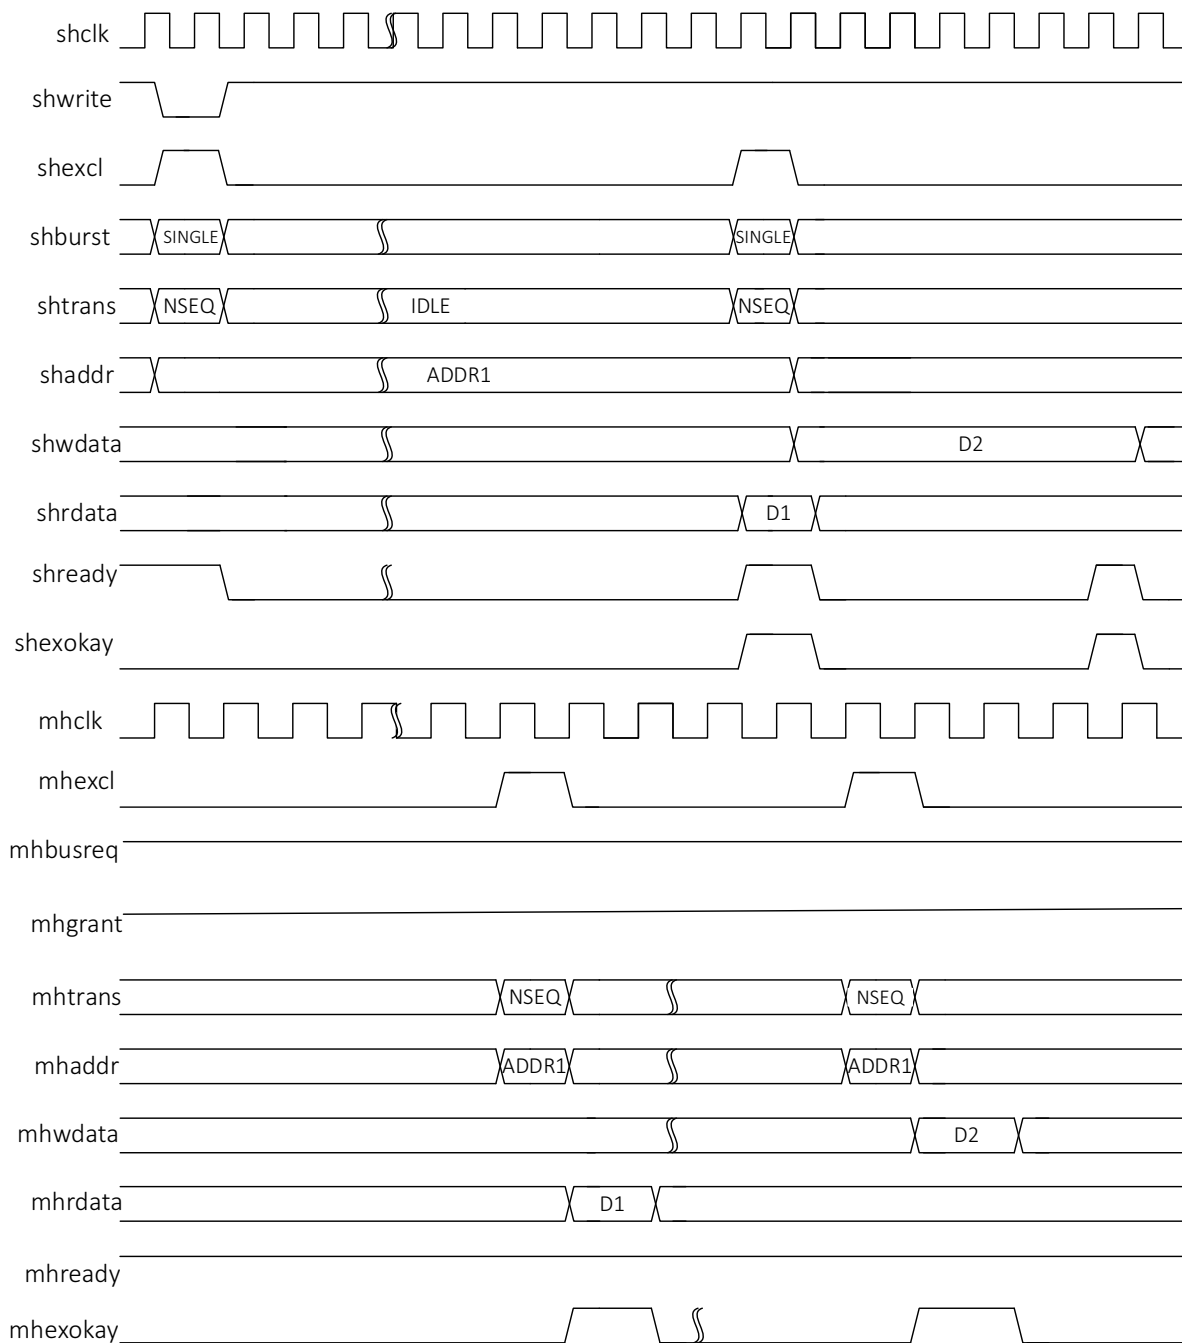 shclk
shwrite
shexcl
shburst SINGLE SINGLE
shtrans NSEQ IDLE NSEQ
shaddr ADDR1
shwdata D2
shrdata D1
shready
shexokay
mhclk
mhexcl
mhbusreq
mhgrant
mhtrans NSEQ NSEQ
mhaddr ADDR1 ADDR1
mhwdata D2
mhrdata D1
mhready
mhexokay